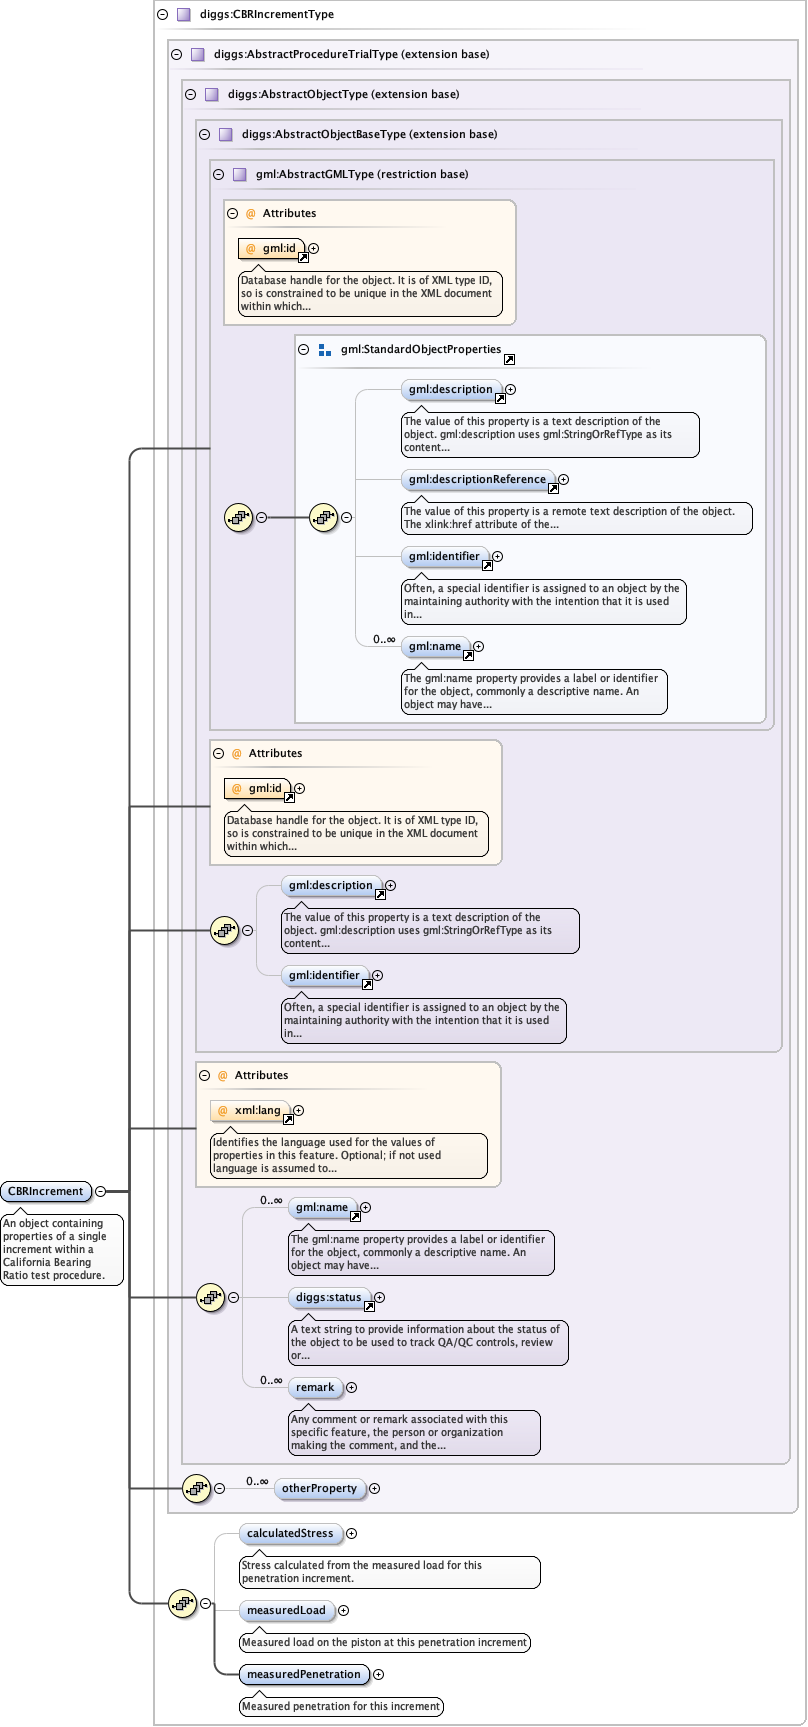 diggs:CBRIncrementType
diggs:AbstractProcedureTrialType (extension base)
diggs:AbstractObjectType (extension base)
diggs:AbstractObjectBaseType (extension base)
gml:AbstractGMLType (restriction base)
@ Attributes
@ gml:id
Database handle for the object. It is of XML type ID,
so is constrained to be unique in the XML document
within which...
gml:StandardObjectProperties
gml:description
The value of this property is a text description of the
object. gml:description uses gml:StringOrRefType as its
content...
gml:descriptionReference
The value of this property is a remote text description of the object.
The xlink:href attribute of the...
gml:identifier
Often, a special identifier is assigned to an object by the
maintaining authority with the intention that it is used
in...
0..∞
gml:name
The gml:name property provides a label or identifier
for the object, commonly a descriptive name. An
object may have...
@ Attributes
@ gml:id
Database handle for the object. It is of XML type ID,
so is constrained to be unique in the XML document
within which...
gml:description
The value of this property is a text description of the
object. gml:description uses gml:StringOrRefType as its
content...
gml:identifier
Often, a special identifier is assigned to an object by the
maintaining authority with the intention that it is used
in...
@ Attributes
@ xml:lang
Identifies the language used for the values of
properties in this feature. Optional; if not used
language is assumed to...
CBRIncrement
An object containing
properties of a single
increment within a
California Bearing
Ratio test procedure.
0..∞
gml:name
The gml:name property provides a label or identifier
for the object, commonly a descriptive name. An
object may have...
diggs:status
A text string to provide information about the status of
the object to be used to track QA/QC controls, review
or...
0..∞
remark
Any comment or remark associated with this
specific feature, the person or organization
making the comment, and the...
0..∞
otherProperty
calculatedStress
Stress calculated from the measured load for this
penetration increment.
measuredLoad
Measured load on the piston at this penetration increment
measuredPenetration
Measured penetration for this increment